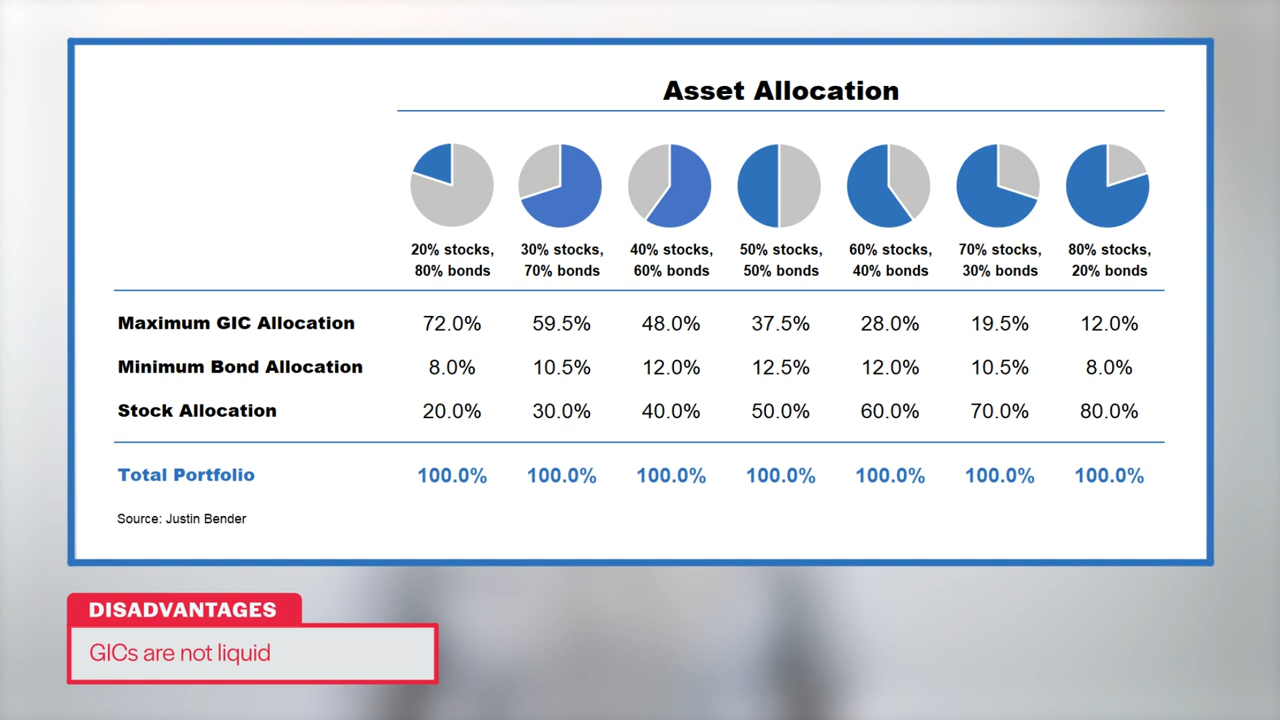 Asset Allocation
20% stocks, 30% stocks, 40% stocks, 50% stocks, 60% stocks, 70% stocks, 80% stocks,
80% bonds 70% bonds 60% bonds 50% bonds 40% bonds 30% bonds 20% bonds
Maximum GIC Allocation 72.0% 59.5% 48.0% 37.5% 28.0% 19.5% 12.0%
Minimum Bond Allocation 8.0% 10.5% 12.0% 12.5% 12.0% 10.5% 8.0%
Stock Allocation 20.0% 30.0% 40.0% 50.0% 60.0% 70.0% 80.0%
Total Portfolio 100.0% 100.0% 100.0% 100.0% 100.0% 100.0% 100.0%
Source: Justin Bender
DISADVANTAGES
GICs are not liquid